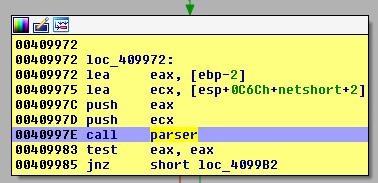 00409972
00409972 loc_409972:
00409972 lea eax, [ebp-2]
00409975 lea ecx, [esp+0C6Ch+netshort+2]
0040997C push eax
0040997D push ecx
0040997E call parser
00409983 test eax, eax
00409985 jnz short loc_4099B2